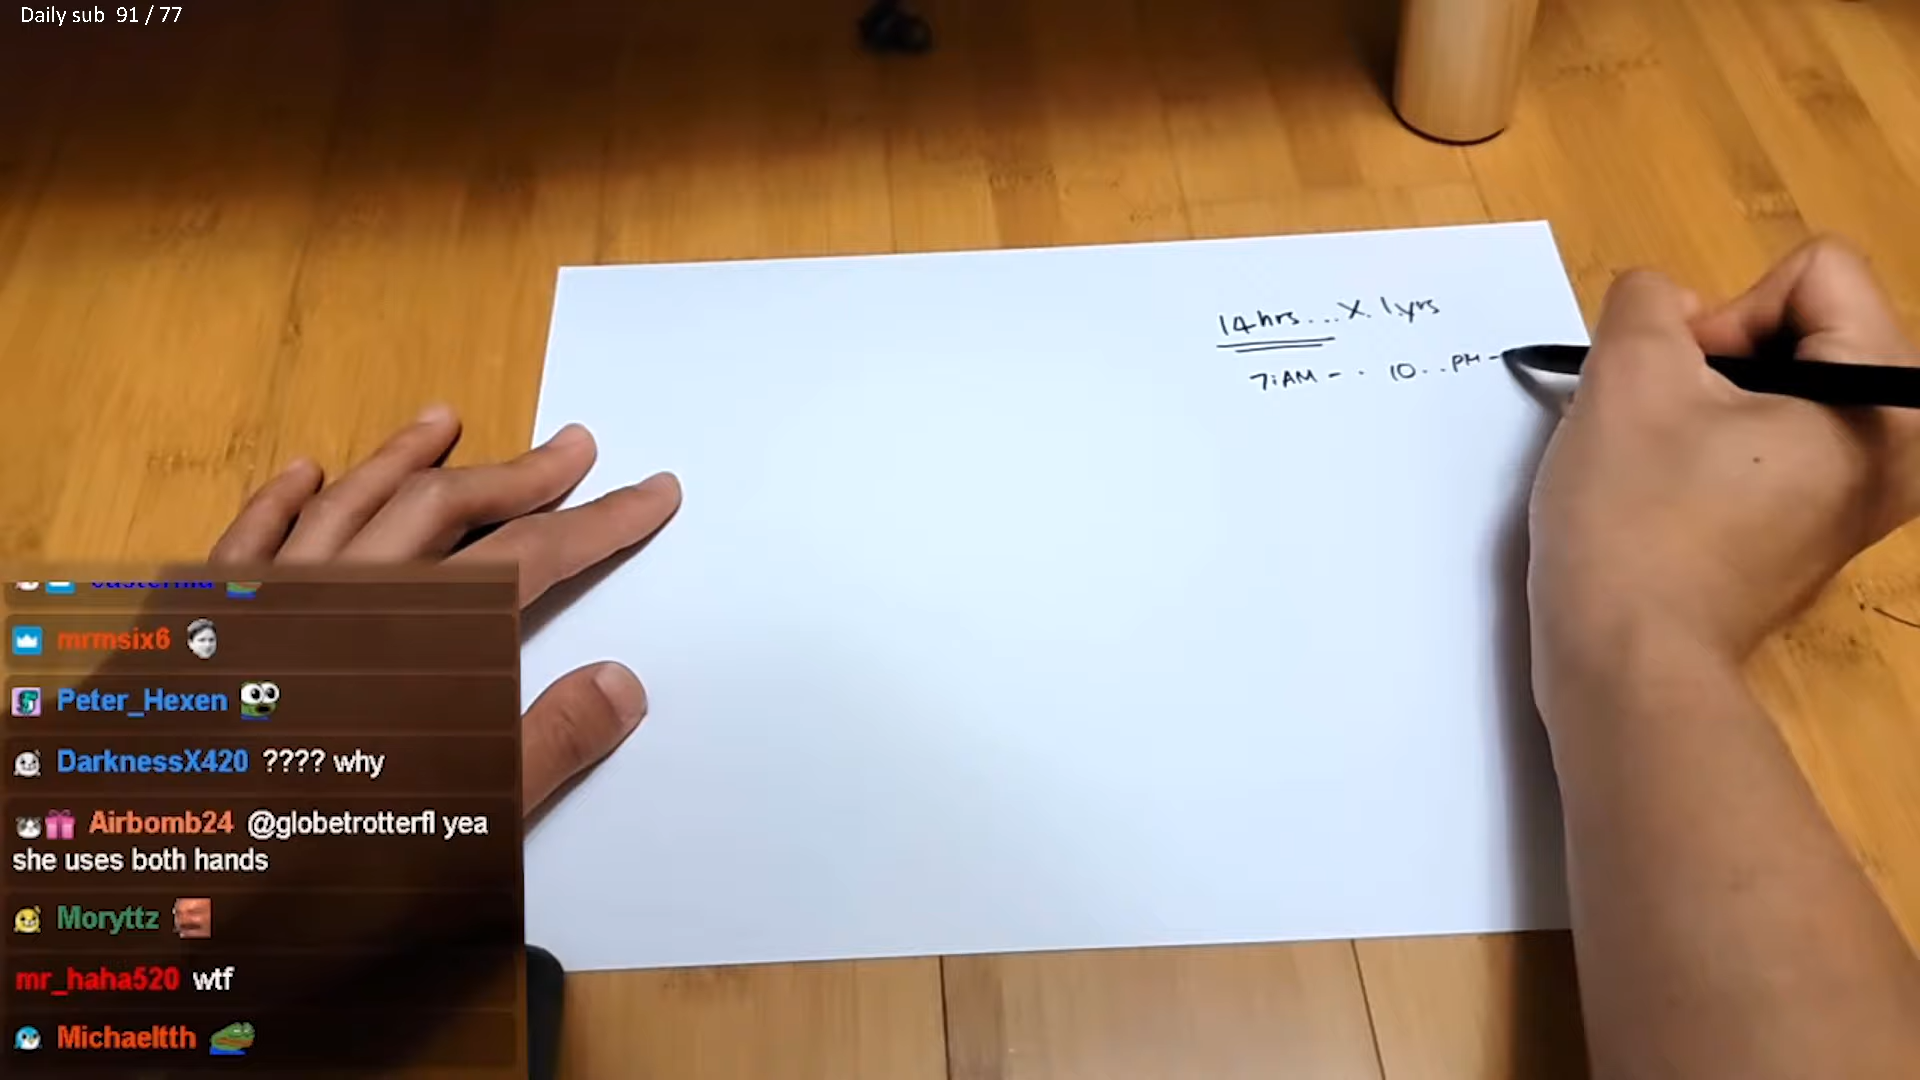 Daily sub 91 / 77
14hrs...X. 1yrs
7:AM - . 10..PM -
mrmsix6
Peter_Hexen
DarknessX420 ???? why
Airbomb24 @globetrotterfl yea
she uses both hands
Moryttz
mr_haha520 wtf
Michaeltth